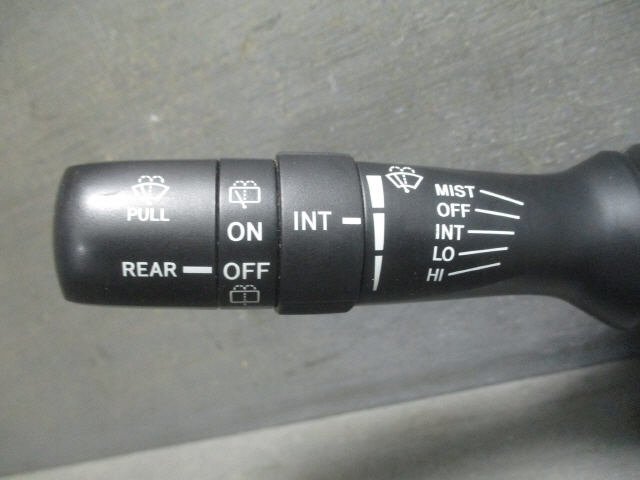 PULL
REAR
ON
OFF
INT
MIST
OFF
INT
LO
HI